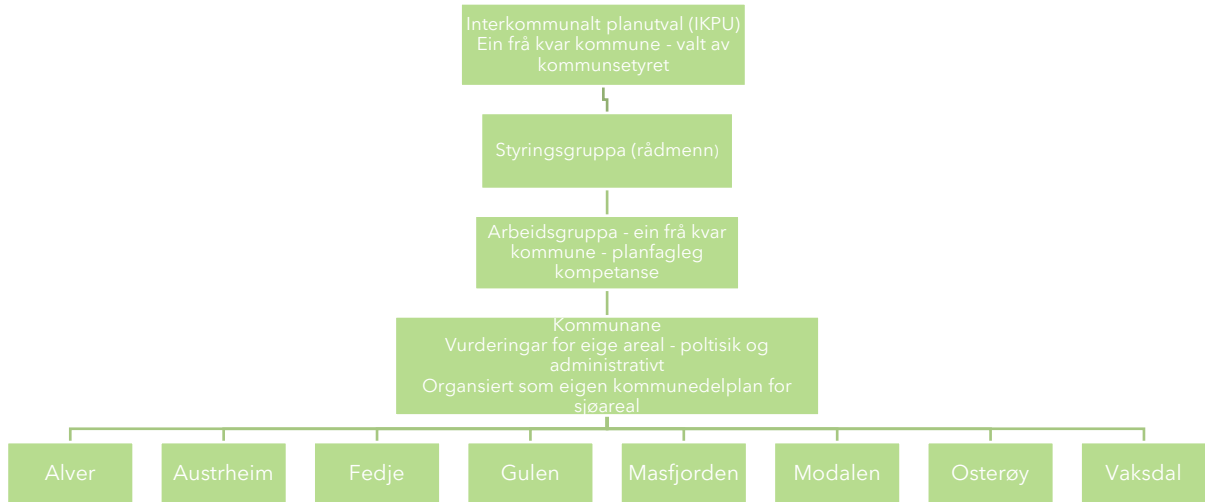 Interkommunalt planutval (IKPU)
Ein frå kvar kommune - valt av
kommunsetyret
Styringsgruppa (rådmenn)
Arbeidsgruppa - ein frå kvar
kommune - planfagleg
kompetanse
Kommunane
Vurderingar for eige areal - poltisik og
administrativt
Organsiert som eigen kommunedelplan for
sjøareal
Alver
Austrheim
Fedje
Gulen
Masfjorden
Modalen
Osterøy
Vaksdal